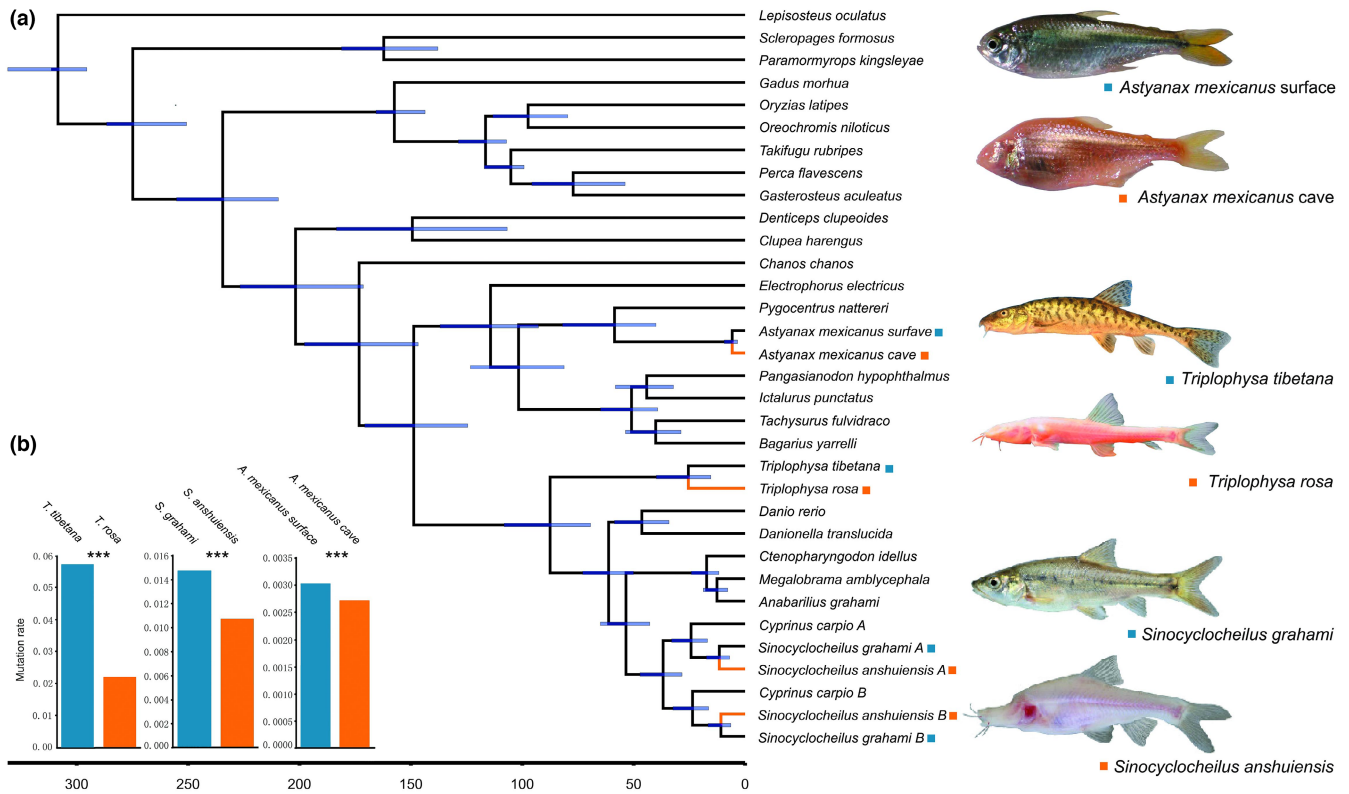 (a)
Lepisosteus oculatus
Scleropages formosus
Paramormyrops kingsleyae
Gadus morhua
Oryzias latipes
Oreochromis niloticus
Takifugu rubripes
Perca flavescens
Gasterosteus aculeatus
Denticeps clupeoides
Clupea harengus
Chanos chanos
Electrophorus electricus
Pygocentrus nattereri
Astyanax mexicanus surfave
Astyanax mexicanus cave
Pangasianodon hypophthalmus
Ictalurus punctatus
Tachysurus fulvidraco
Bagarius yarrelli
Triplophysa tibetana
Triplophysa rosa
Danio rerio
Danionella translucida
Ctenopharyngodon idellus
Megalobrama amblycephala
Anabarilius grahami
Cyprinus carpio A
Sinocyclocheilus grahami A
Sinocyclocheilus anshuiensis A
Cyprinus carpio B
Sinocyclocheilus anshuiensis B
Sinocyclocheilus grahami B
300 250 200 150 100 50 0
Astyanax mexicanus surface
Astyanax mexicanus cave
Triplophysa tibetana
Triplophysa rosa
Sinocyclocheilus grahami
Sinocyclocheilus anshuiensis
(b)
Mutation rate
T. tibetana
T. rosa
***
0.06
0.05
0.04
0.03
0.02
0.01
0.00
S. grahami
S. anshuiensis
***
0.016
0.014
0.012
0.010
0.008
0.006
0.004
0.002
0.000
A. mexicanus surface
A. mexicanus cave
***
0.0035
0.0030
0.0025
0.0020
0.0015
0.0010
0.0005
0.0000